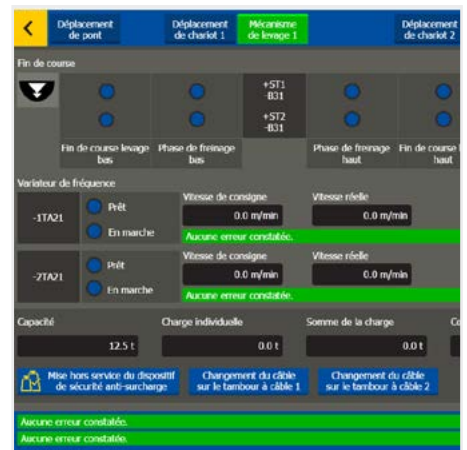 Déplacement de pont
Déplacement de chariot 1
Mécanisme de levage 1
Déplacement de chariot 2
Fin de course
+ST1 -B31
+ST2 -B31
Fin de course levage bas
Phase de freinage bas
Phase de freinage haut
Fin de course haut
Variateur de fréquence
-1TA21
Prêt
En marche
Vitesse de consigne
0.0 m/min
Vitesse réelle
0.0 m/min
Aucune erreur constatée.
-2TA21
Prêt
En marche
Vitesse de consigne
0.0 m/min
Vitesse réelle
0.0 m/min
Aucune erreur constatée.
Capacité
12.5 t
Charge individuelle
0.0 t
Somme de la charge
0.0 t
Mise hors service du dispositif
de sécurité anti-surcharge
Changement du câble
sur le tambour à câble 1
Changement du câble
sur le tambour à câble 2
Aucune erreur constatée.
Aucune erreur constatée.